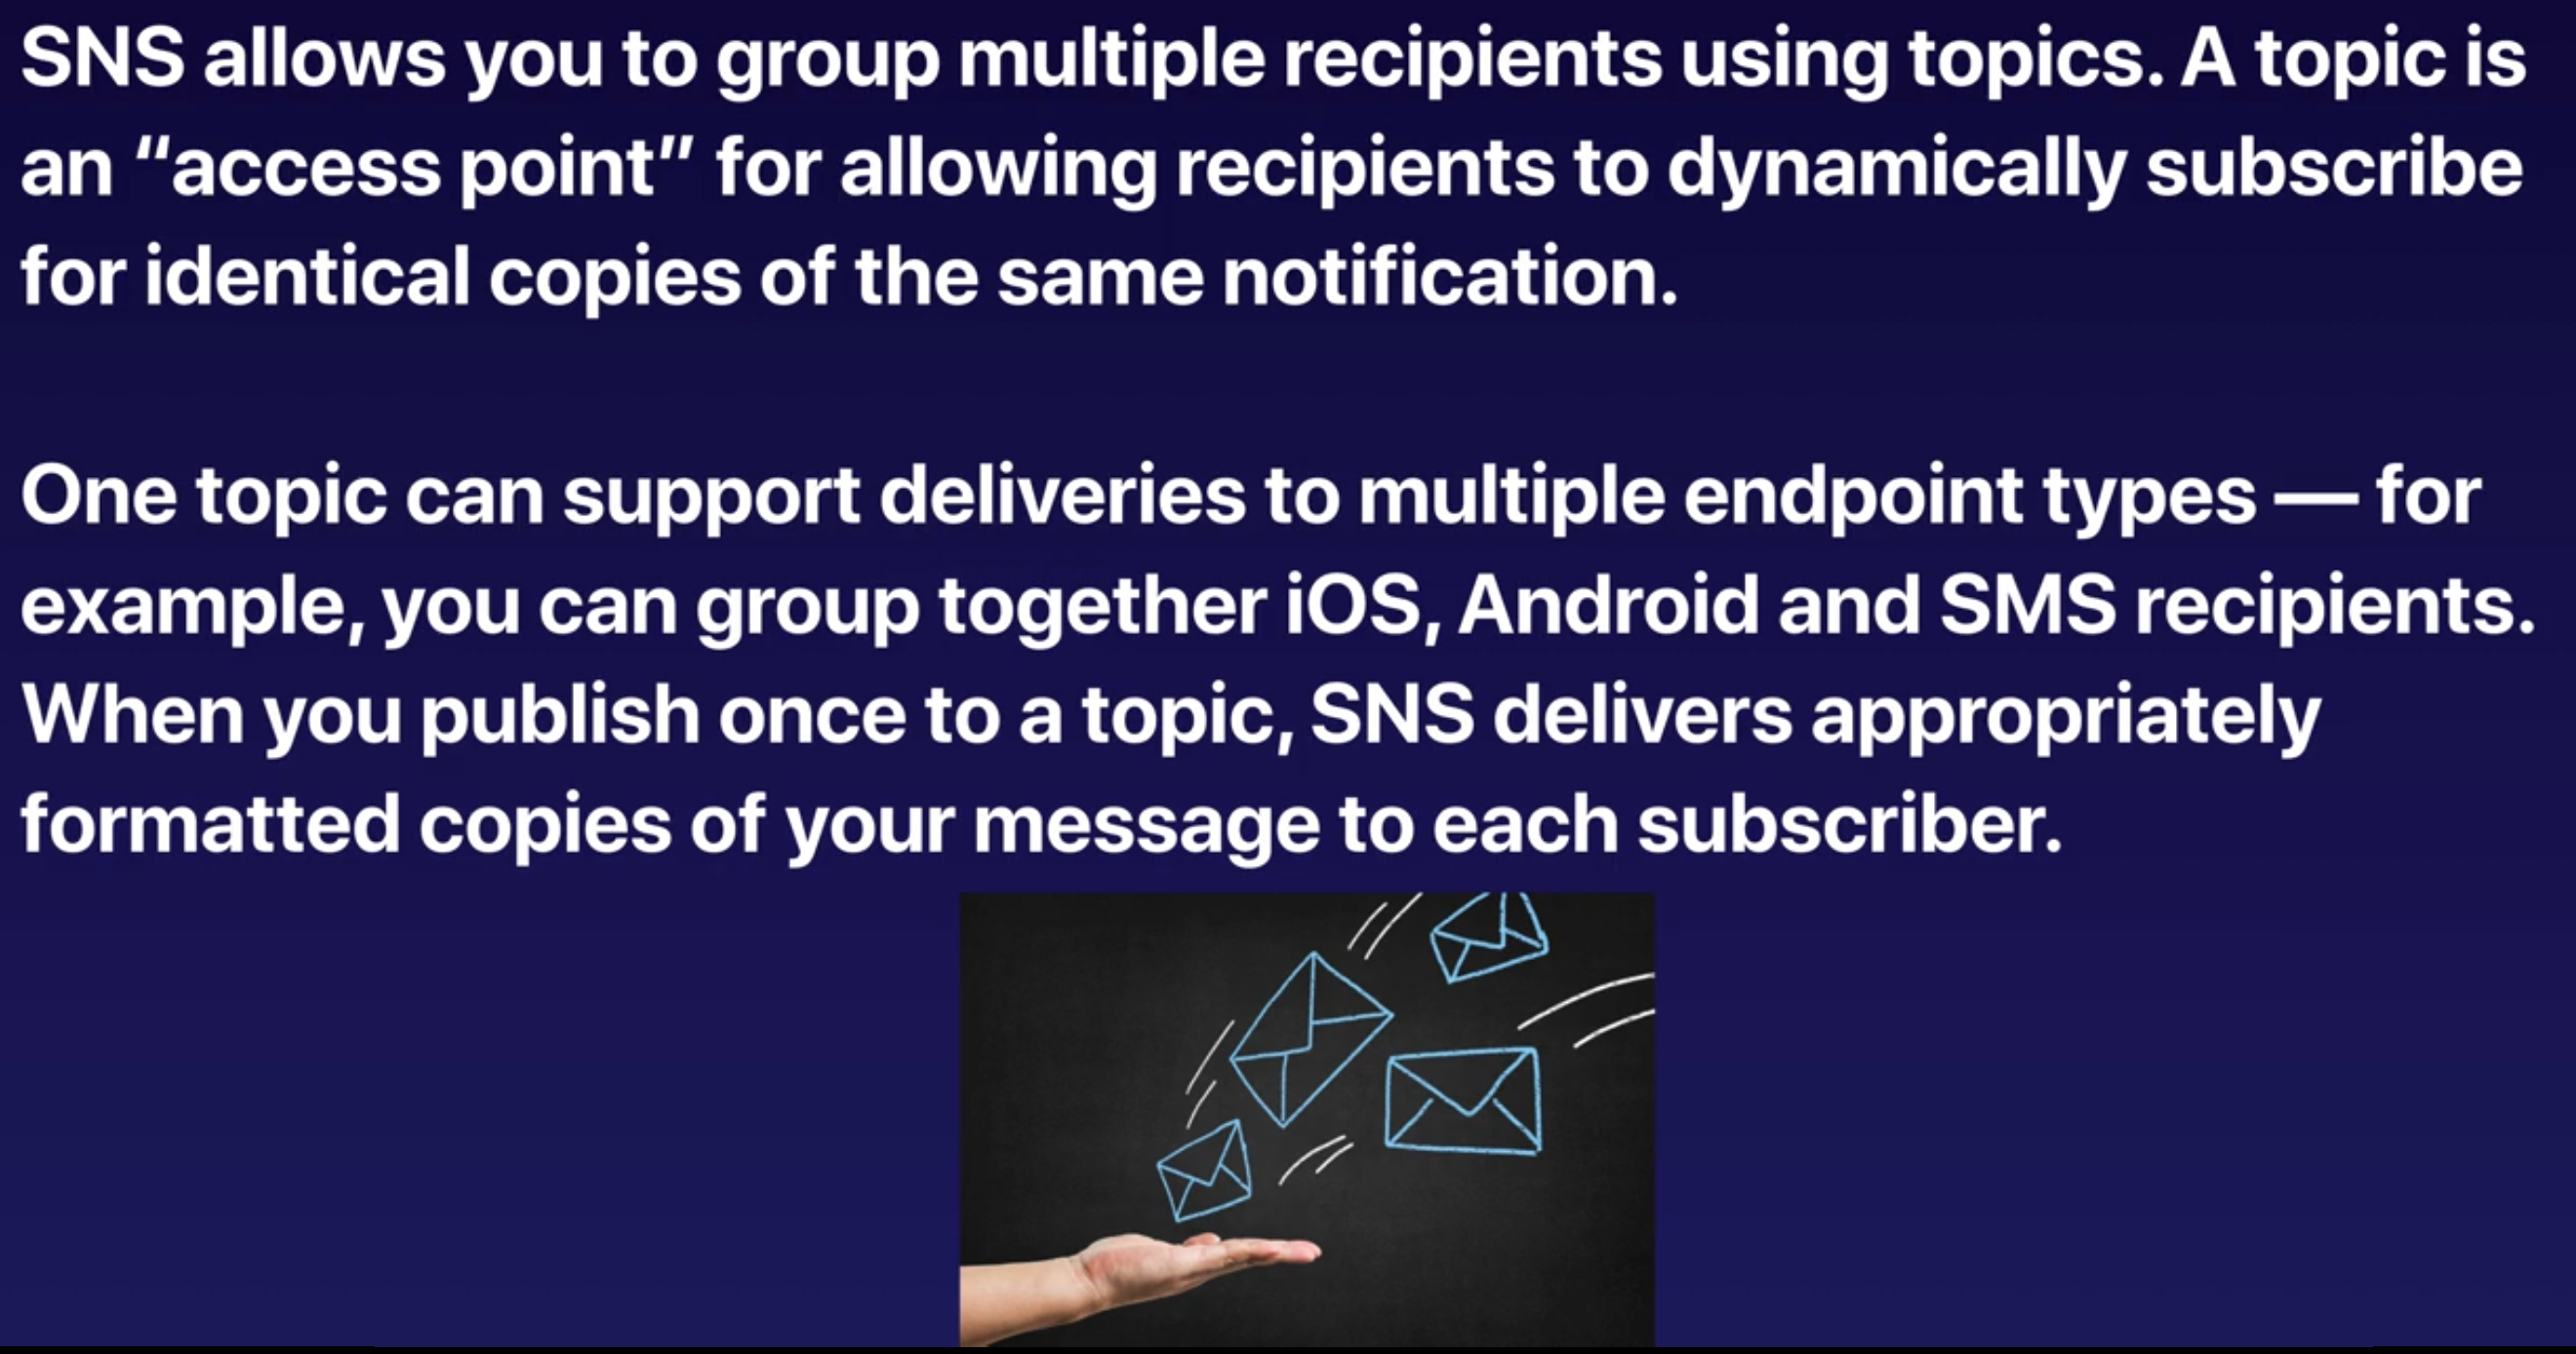 SNS allows you to group multiple recipients using topics. A topic is
an “access point” for allowing recipients to dynamically subscribe
for identical copies of the same notification.
One topic can support deliveries to multiple endpoint types — for
example, you can group together iOS, Android and SMS recipients.
When you publish once to a topic, SNS delivers appropriately
formatted copies of your message to each subscriber.